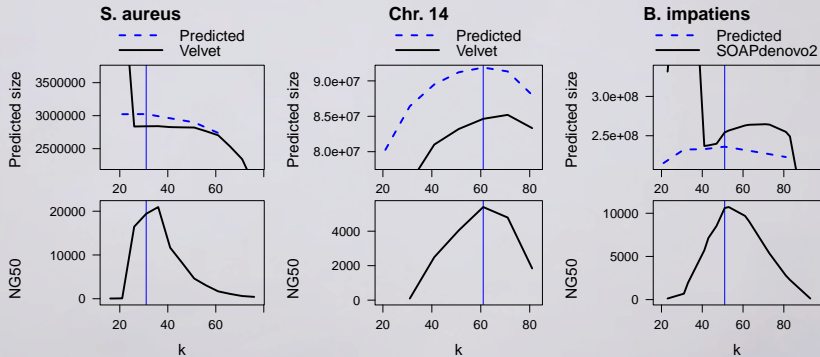 S. aureus
Predicted
Velvet
Predicted size
3500000
3000000
2500000
20 40 60
NG50
20000
10000
0
20 40 60
k
Chr. 14
Predicted
Velvet
Predicted size
9.0e+07
8.5e+07
8.0e+07
20 40 60 80
NG50
4000
2000
0
20 40 60 80
k
B. impatiens
Predicted
SOAPdenovo2
Predicted size
3.0e+08
2.5e+08
20 40 60 80
NG50
10000
5000
0
20 40 60 80
k